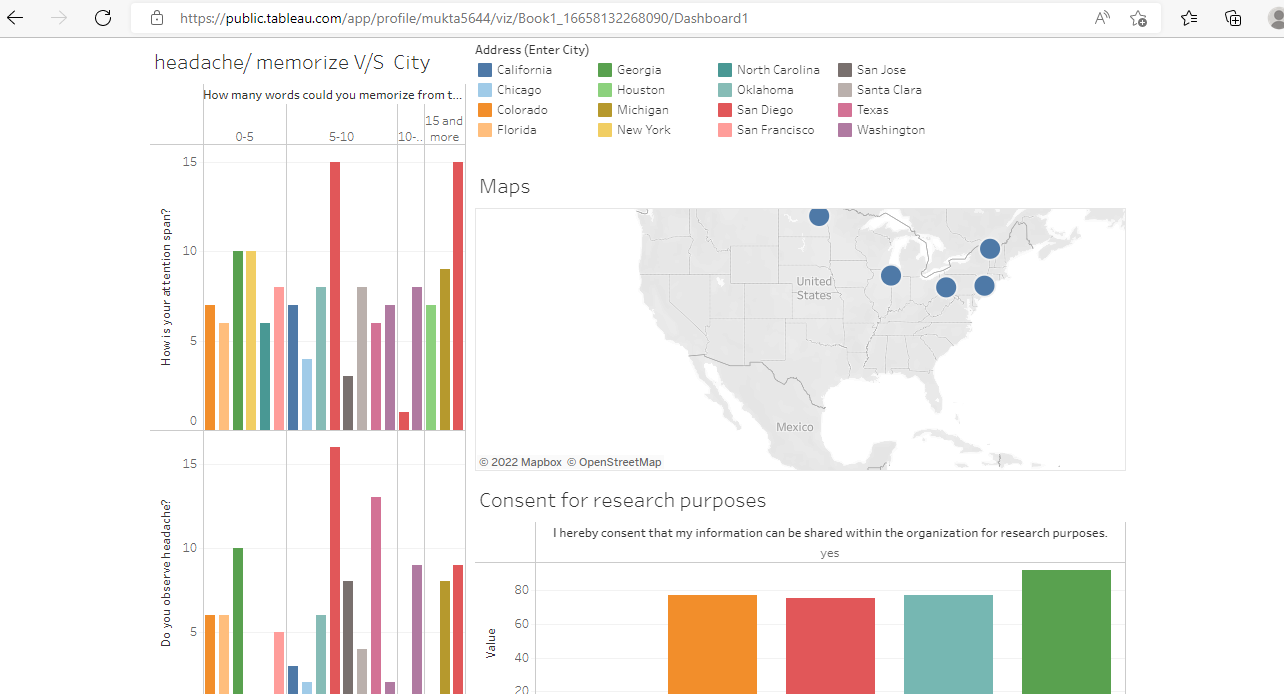 https://public.tableau.com/app/profile/mukta5644/viz/Book1_16658132268090/Dashboard1
headache/ memorize V/S City
How many words could you memorize from t...
0-5
5-10
10-..
15 and
more
How is your attention span?
15
10
5
0
Do you observe headache?
15
10
5
Address (Enter City)
California
Georgia
North Carolina
San Jose
Chicago
Houston
Oklahoma
Santa Clara
Colorado
Michigan
San Diego
Texas
Florida
New York
San Francisco
Washington
Maps
United
States
Mexico
© 2022 Mapbox © OpenStreetMap
Consent for research purposes
I hereby consent that my information can be shared within the organization for research purposes.
yes
Value
80
60
40
20